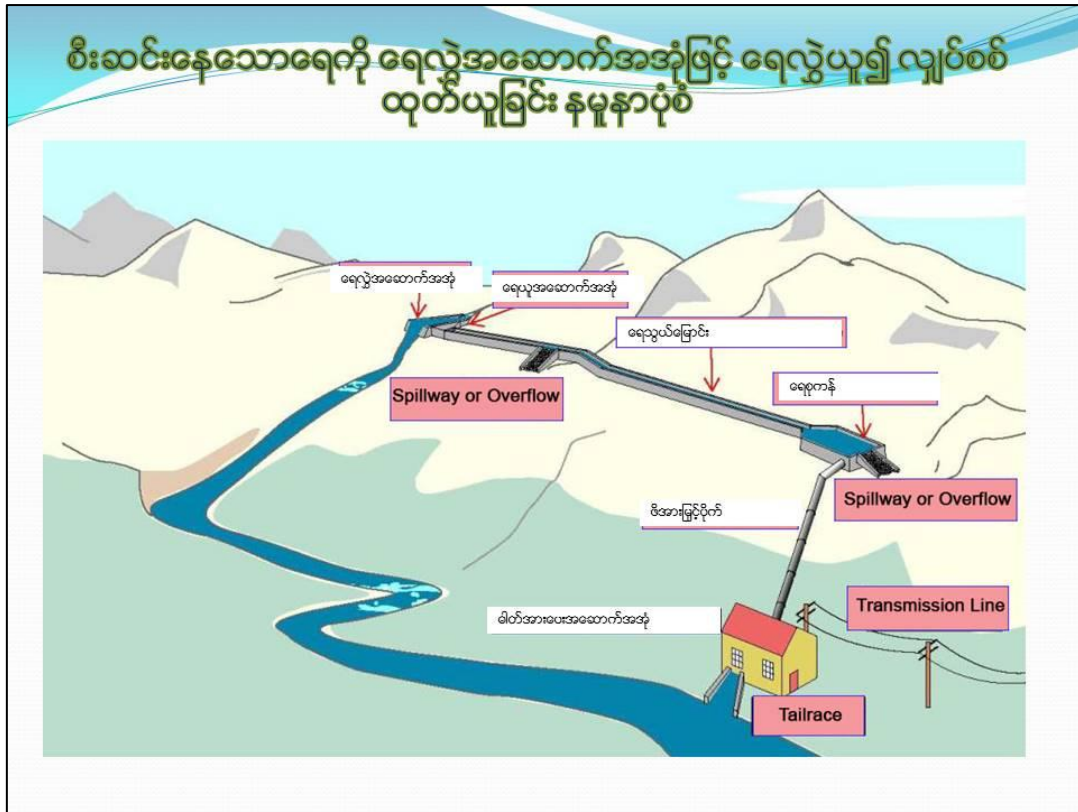 စီးဆင်းနေသောရေကို ရေလွှဲအဆောက်အအုံဖြင့် ရေလွှဲယူ၍ လျှပ်စစ်
ထုတ်ယူခြင်း နမူနာပုံစံ
ရေလွှဲအဆောက်အအုံ
ရေယူအဆောက်အအုံ
ရေသွယ်မြောင်း
ရေစုကန်
Spillway or Overflow
Spillway or Overflow
ဖိအားမြှင့်ပိုက်
Transmission Line
ဓါတ်အားပေးအဆောက်အအုံ
Tailrace